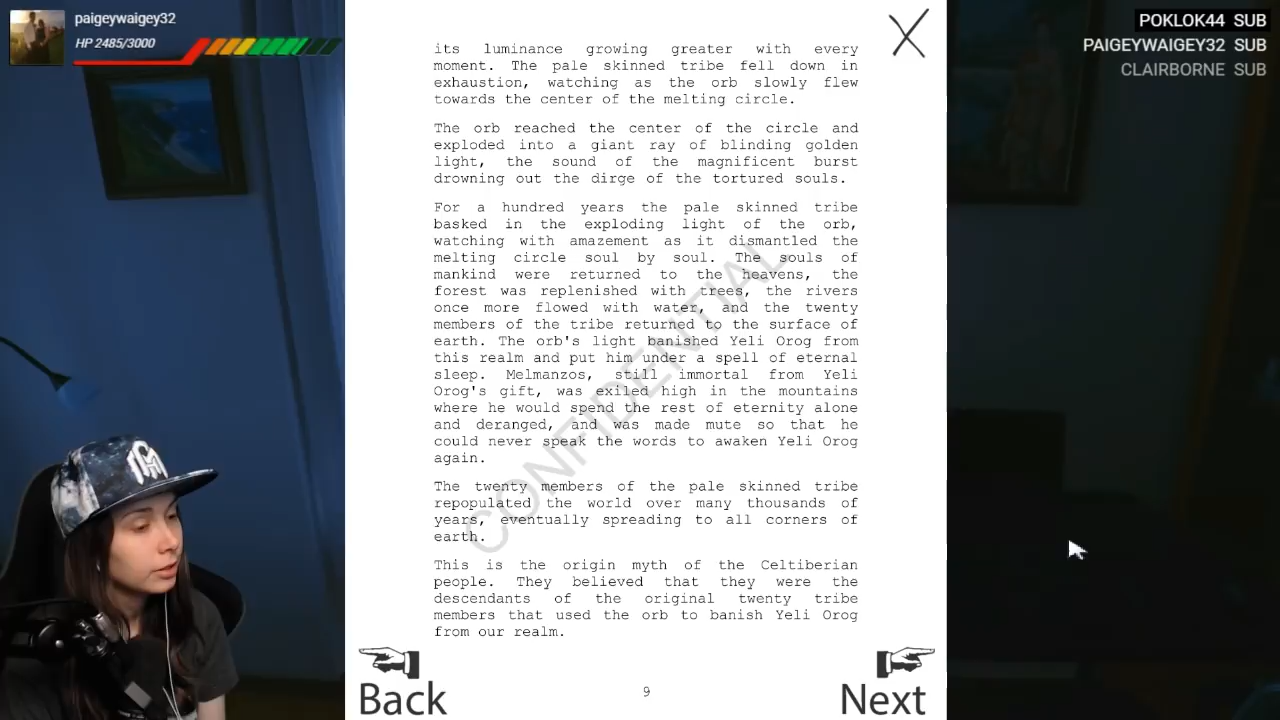 paigeywaigey32
HP 2485/3000
POKLOK44 SUB
PAIGEYWAIGEY32 SUB
CLAIRBORNE SUB
its luminance growing greater with every
moment. The pale skinned tribe fell down in
exhaustion, watching as the orb slowly flew
towards the center of the melting circle.
The orb reached the center of the circle and
exploded into a giant ray of blinding golden
light, the sound of the magnificent burst
drowning out the dirge of the tortured souls.
For a hundred years the pale skinned tribe
basked in the exploding light of the orb,
watching with amazement as it dismantled the
melting circle soul by soul. The souls of
mankind were returned to the heavens, the
forest was replenished with trees, the rivers
once more flowed with water, and the twenty
members of the tribe returned to the surface of
earth. The orb's light banished Yeli Orog from
this realm and put him under a spell of eternal
sleep. Melmanzos, still immortal from Yeli
Orog's gift, was exiled high in the mountains
where he would spend the rest of eternity alone
and deranged, and was made mute so that he
could never speak the words to awaken Yeli Orog
again.
The twenty members of the pale skinned tribe
repopulated the world over many thousands of
years, eventually spreading to all corners of
earth.
This is the origin myth of the Celtiberian
people. They believed that they were the
descendants of the original twenty tribe
members that used the orb to banish Yeli Orog
from our realm.
CONFIDENTIAL
Back
9
Next